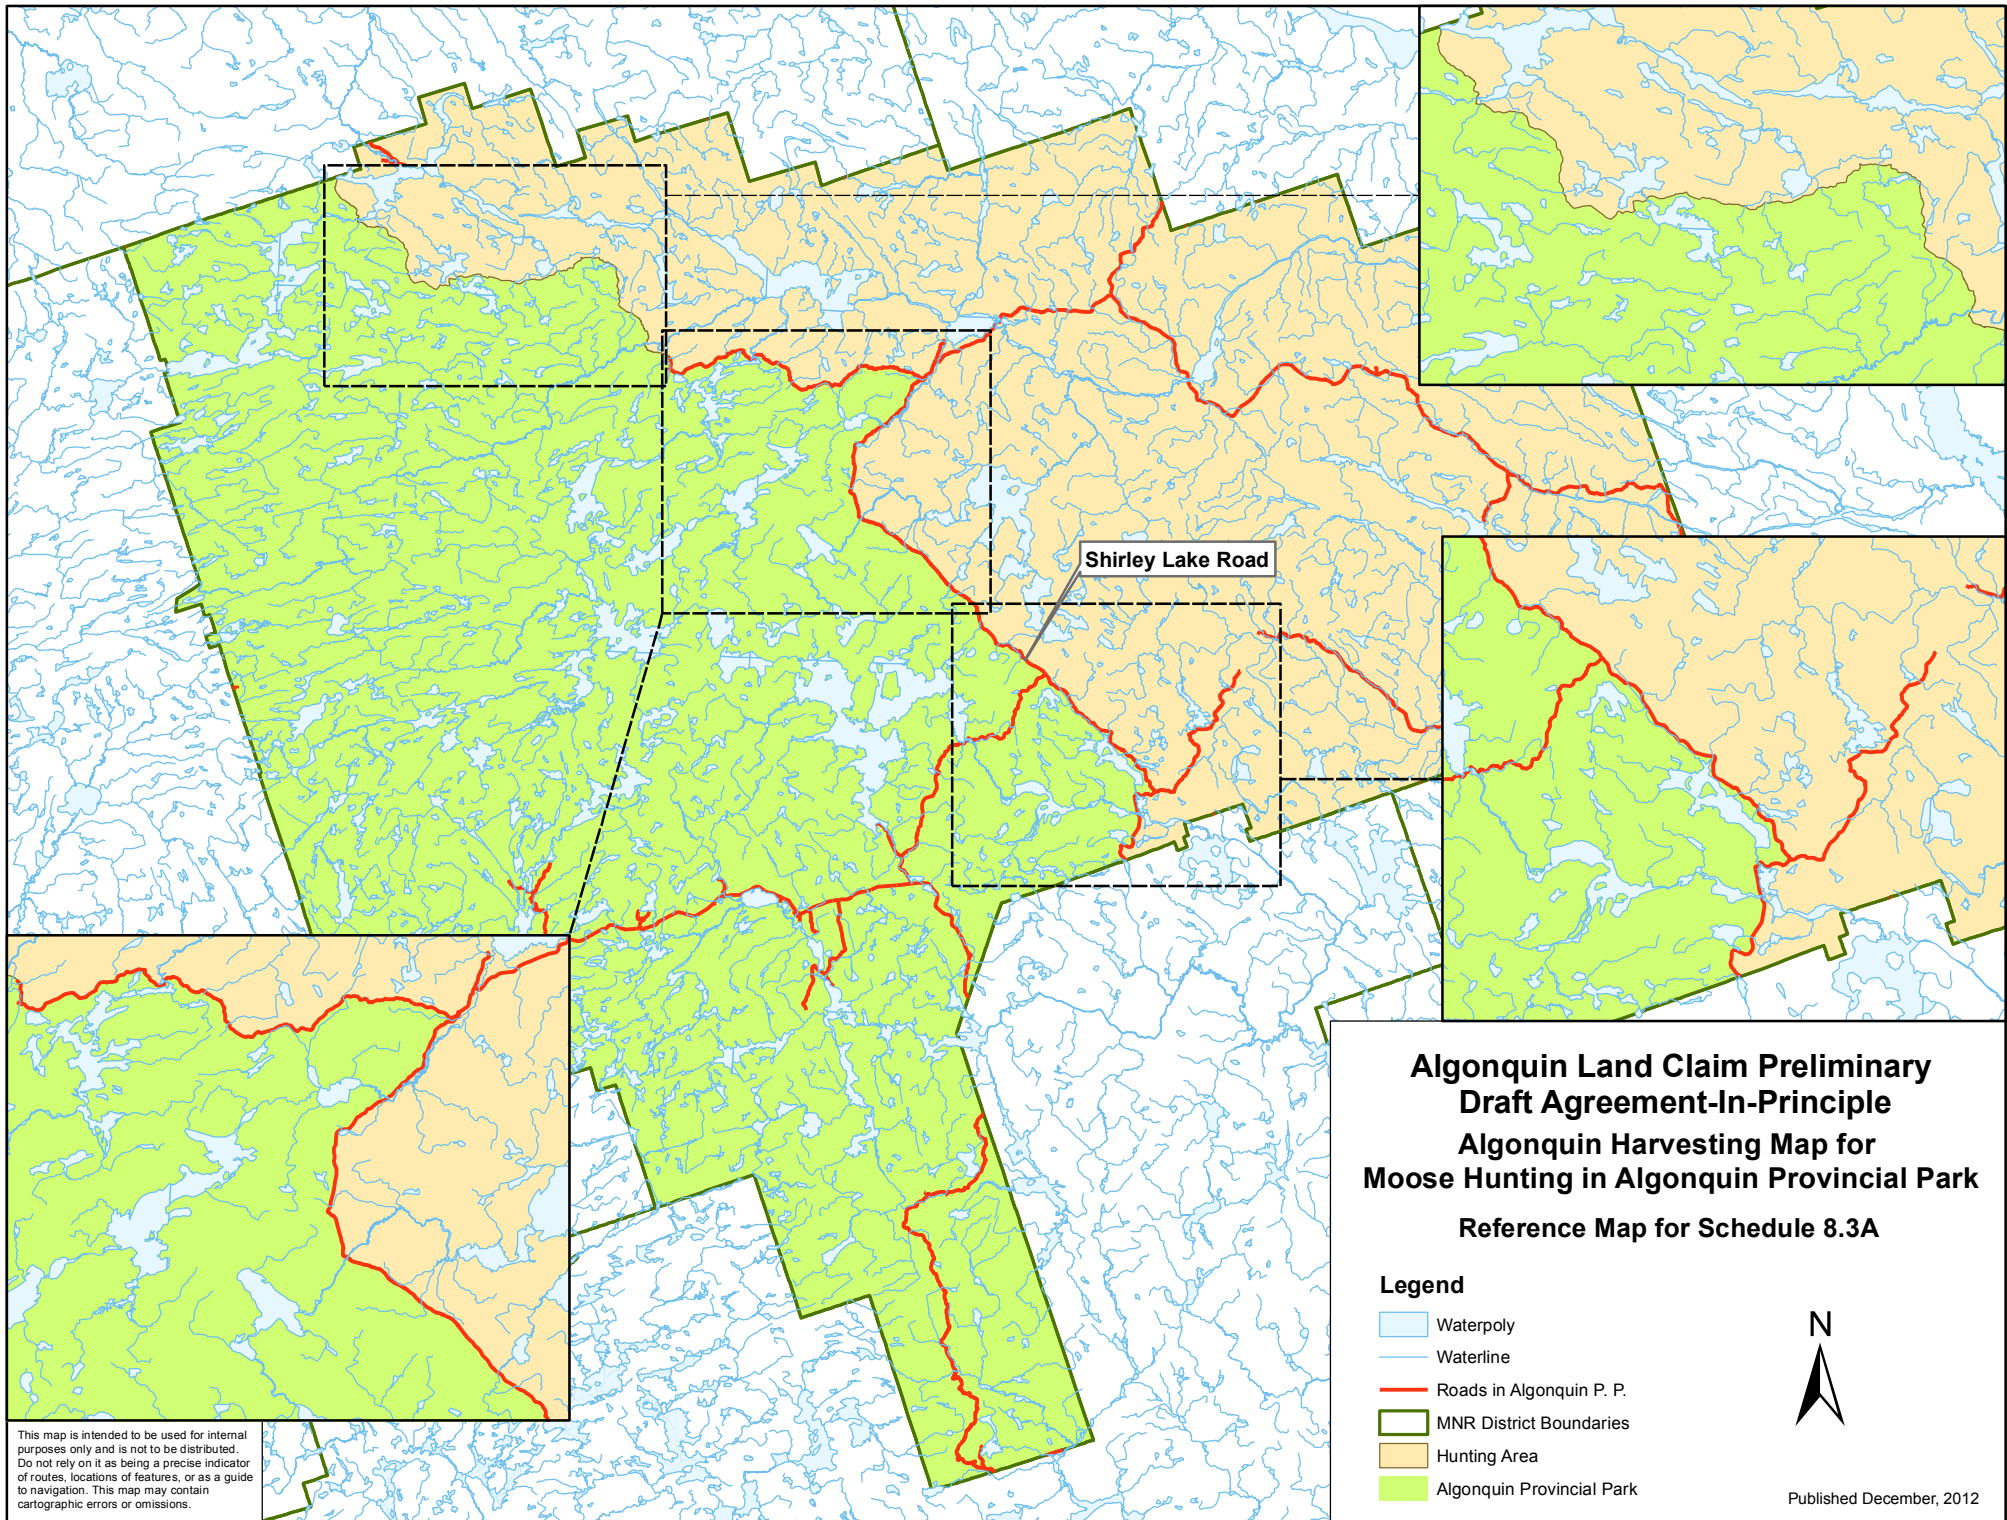 Shirley Lake Road
Algonquin Land Claim Preliminary
Draft Agreement-In-Principle
Algonquin Harvesting Map for
Moose Hunting in Algonquin Provincial Park
Reference Map for Schedule 8.3A
Legend
Waterpoly
Waterline
Roads in Algonquin P. P.
MNR District Boundaries
Hunting Area
Algonquin Provincial Park
N
Published December, 2012
This map is intended to be used for internal
purposes only and is not to be distributed.
Do not rely on it as being a precise indicator
of routes, locations of features, or as a guide
to navigation. This map may contain
cartographic errors or omissions.